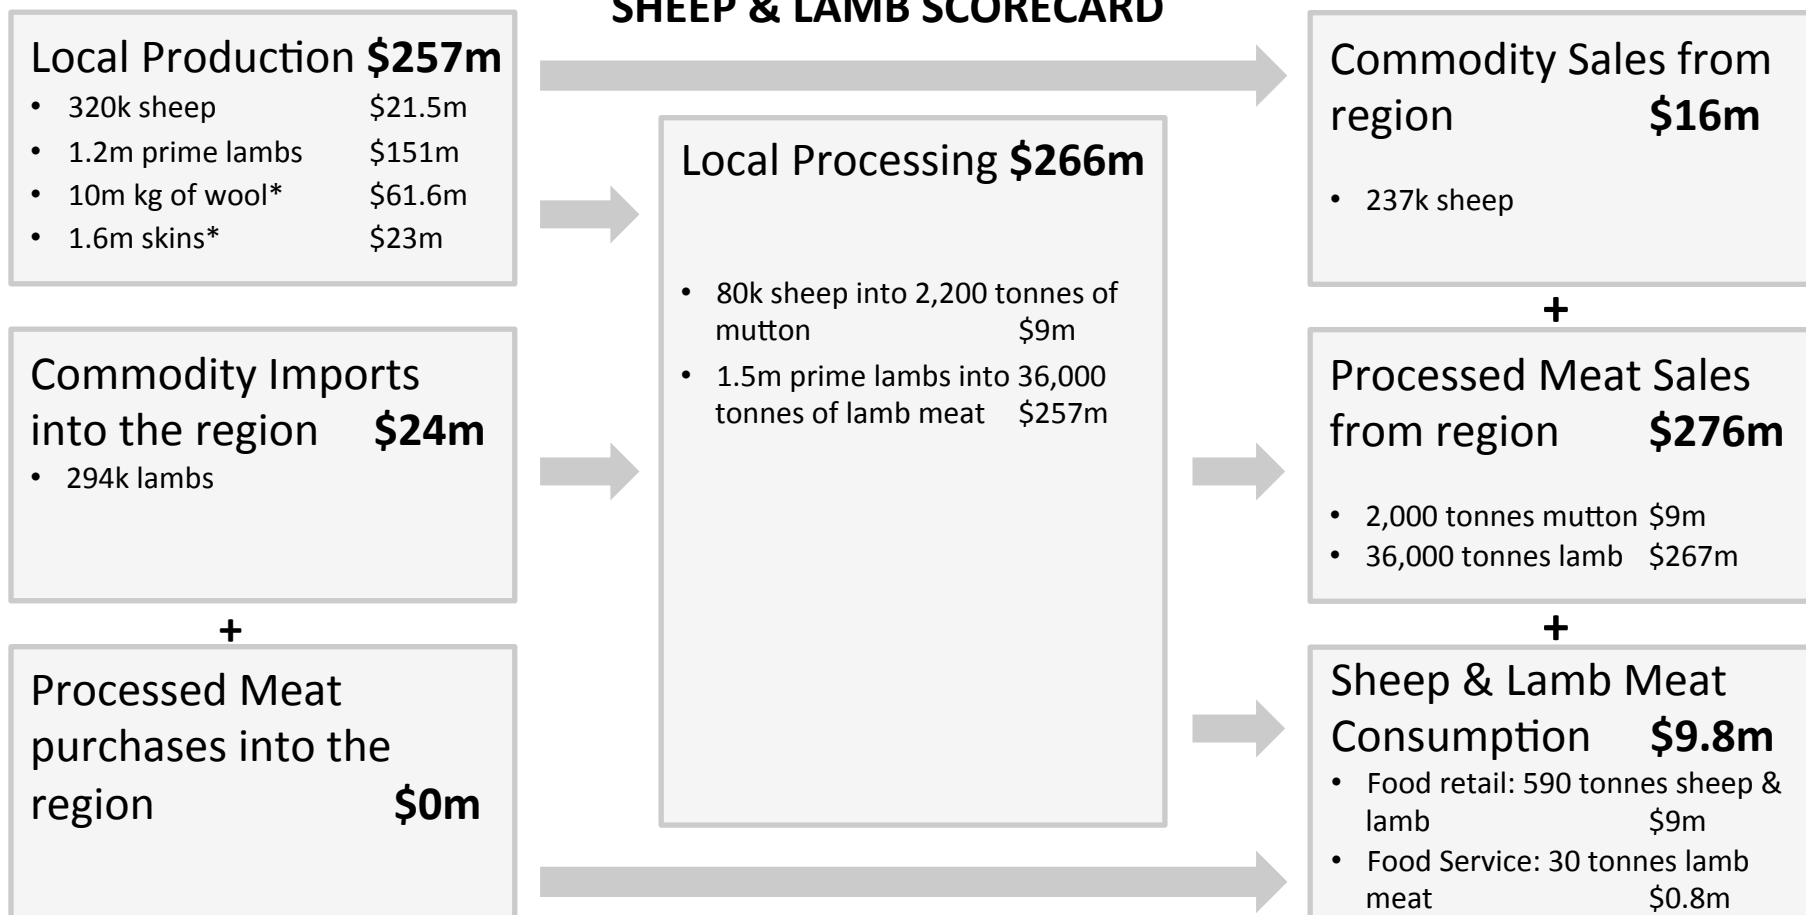 SHEEP & LAMB SCORECARD
Local Production $257m
• 320k sheep $21.5m
• 1.2m prime lambs $151m
• 10m kg of wool* $61.6m
• 1.6m skins* $23m
Commodity Imports
into the region $24m
• 294k lambs
+
Processed Meat
purchases into the
region $0m
Local Processing $266m
• 80k sheep into 2,200 tonnes of
mutton $9m
• 1.5m prime lambs into 36,000
tonnes of lamb meat $257m
Commodity Sales from
region $16m
• 237k sheep
+
Processed Meat Sales
from region $276m
• 2,000 tonnes mutton $9m
• 36,000 tonnes lamb $267m
+
Sheep & Lamb Meat
Consumption $9.8m
• Food retail: 590 tonnes sheep &
lamb $9m
• Food Service: 30 tonnes lamb
meat $0.8m